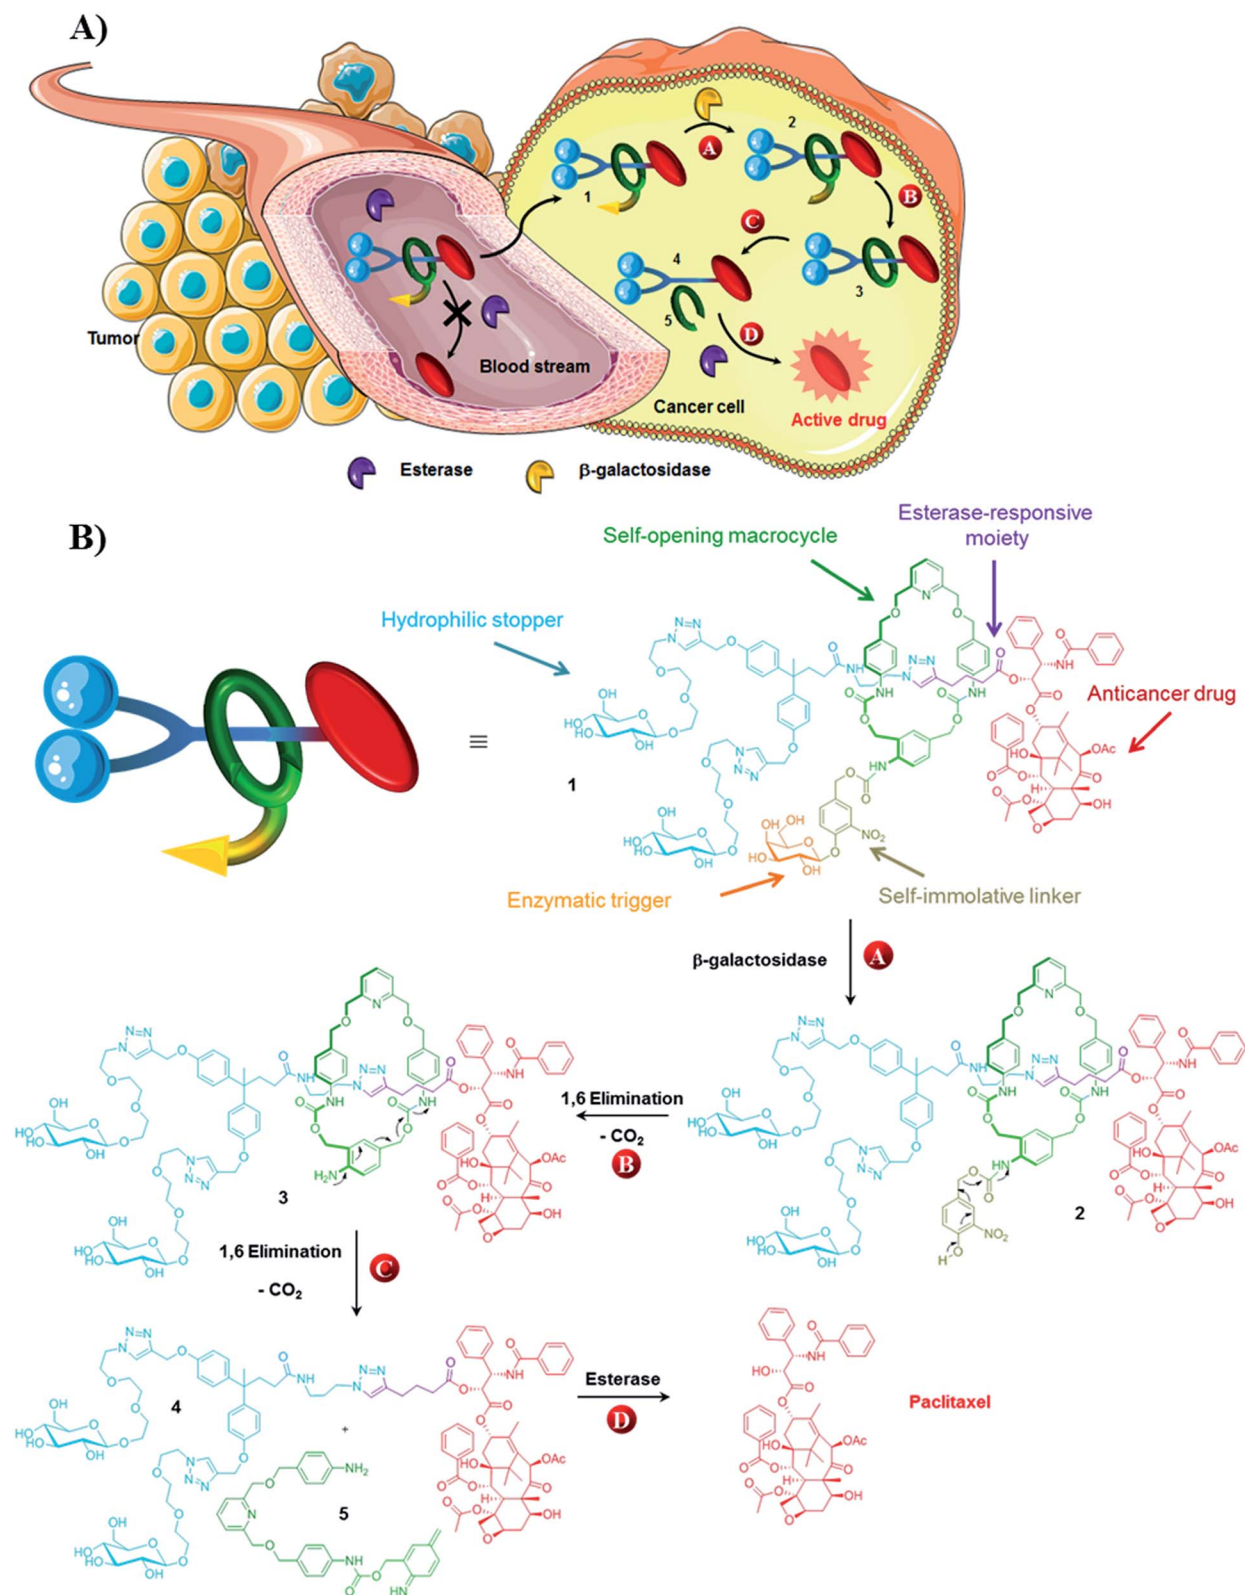 A)
2
A
1
B
C
4
3
5
D
Tumor
Blood stream
Cancer cell
Active drug
Esterase
β-galactosidase
B)
Esterase-responsive
moiety
Self-opening macrocycle
Hydrophilic stopper
Anticancer drug
≡
1
Enzymatic trigger
Self-immolative linker
β-galactosidase
A
1,6 Elimination
- CO₂
B
3
2
1,6 Elimination
- CO₂
C
4
+
Esterase
D
Paclitaxel
5